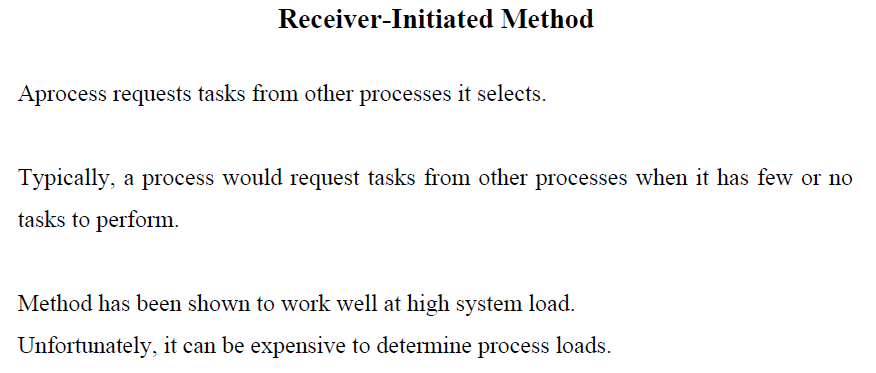 Receiver-Initiated Method
Aprocess requests tasks from other processes it selects.
Typically, a process would request tasks from other processes when it has few or no
tasks to perform.
Method has been shown to work well at high system load.
Unfortunately, it can be expensive to determine process loads.